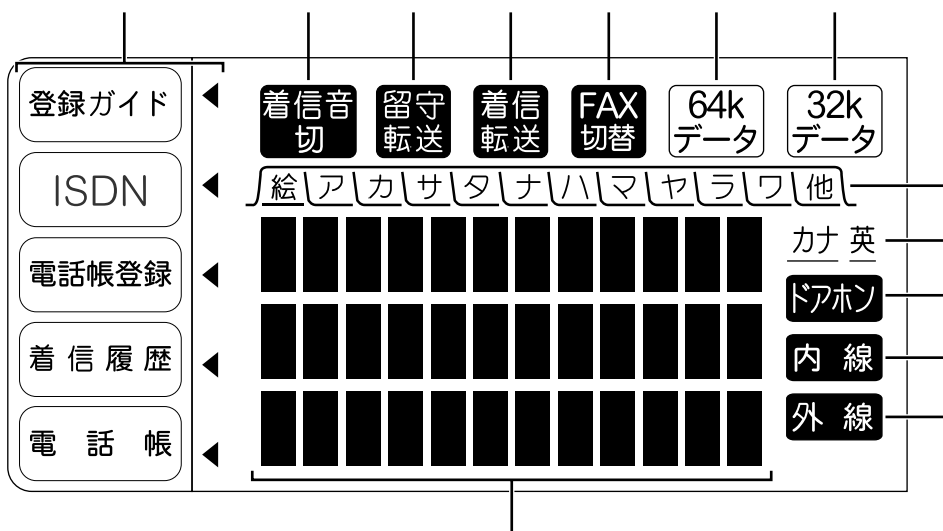 登録ガイド
ISDN
電話帳登録
着信履歴
電話帳
着信音
切
留守
転送
着信
転送
FAX
切替
64k
データ
32k
データ
絵 ア カ サ タ ナ ハ マ ヤ ラ ワ 他
カナ 英
ドアホン
内線
外線